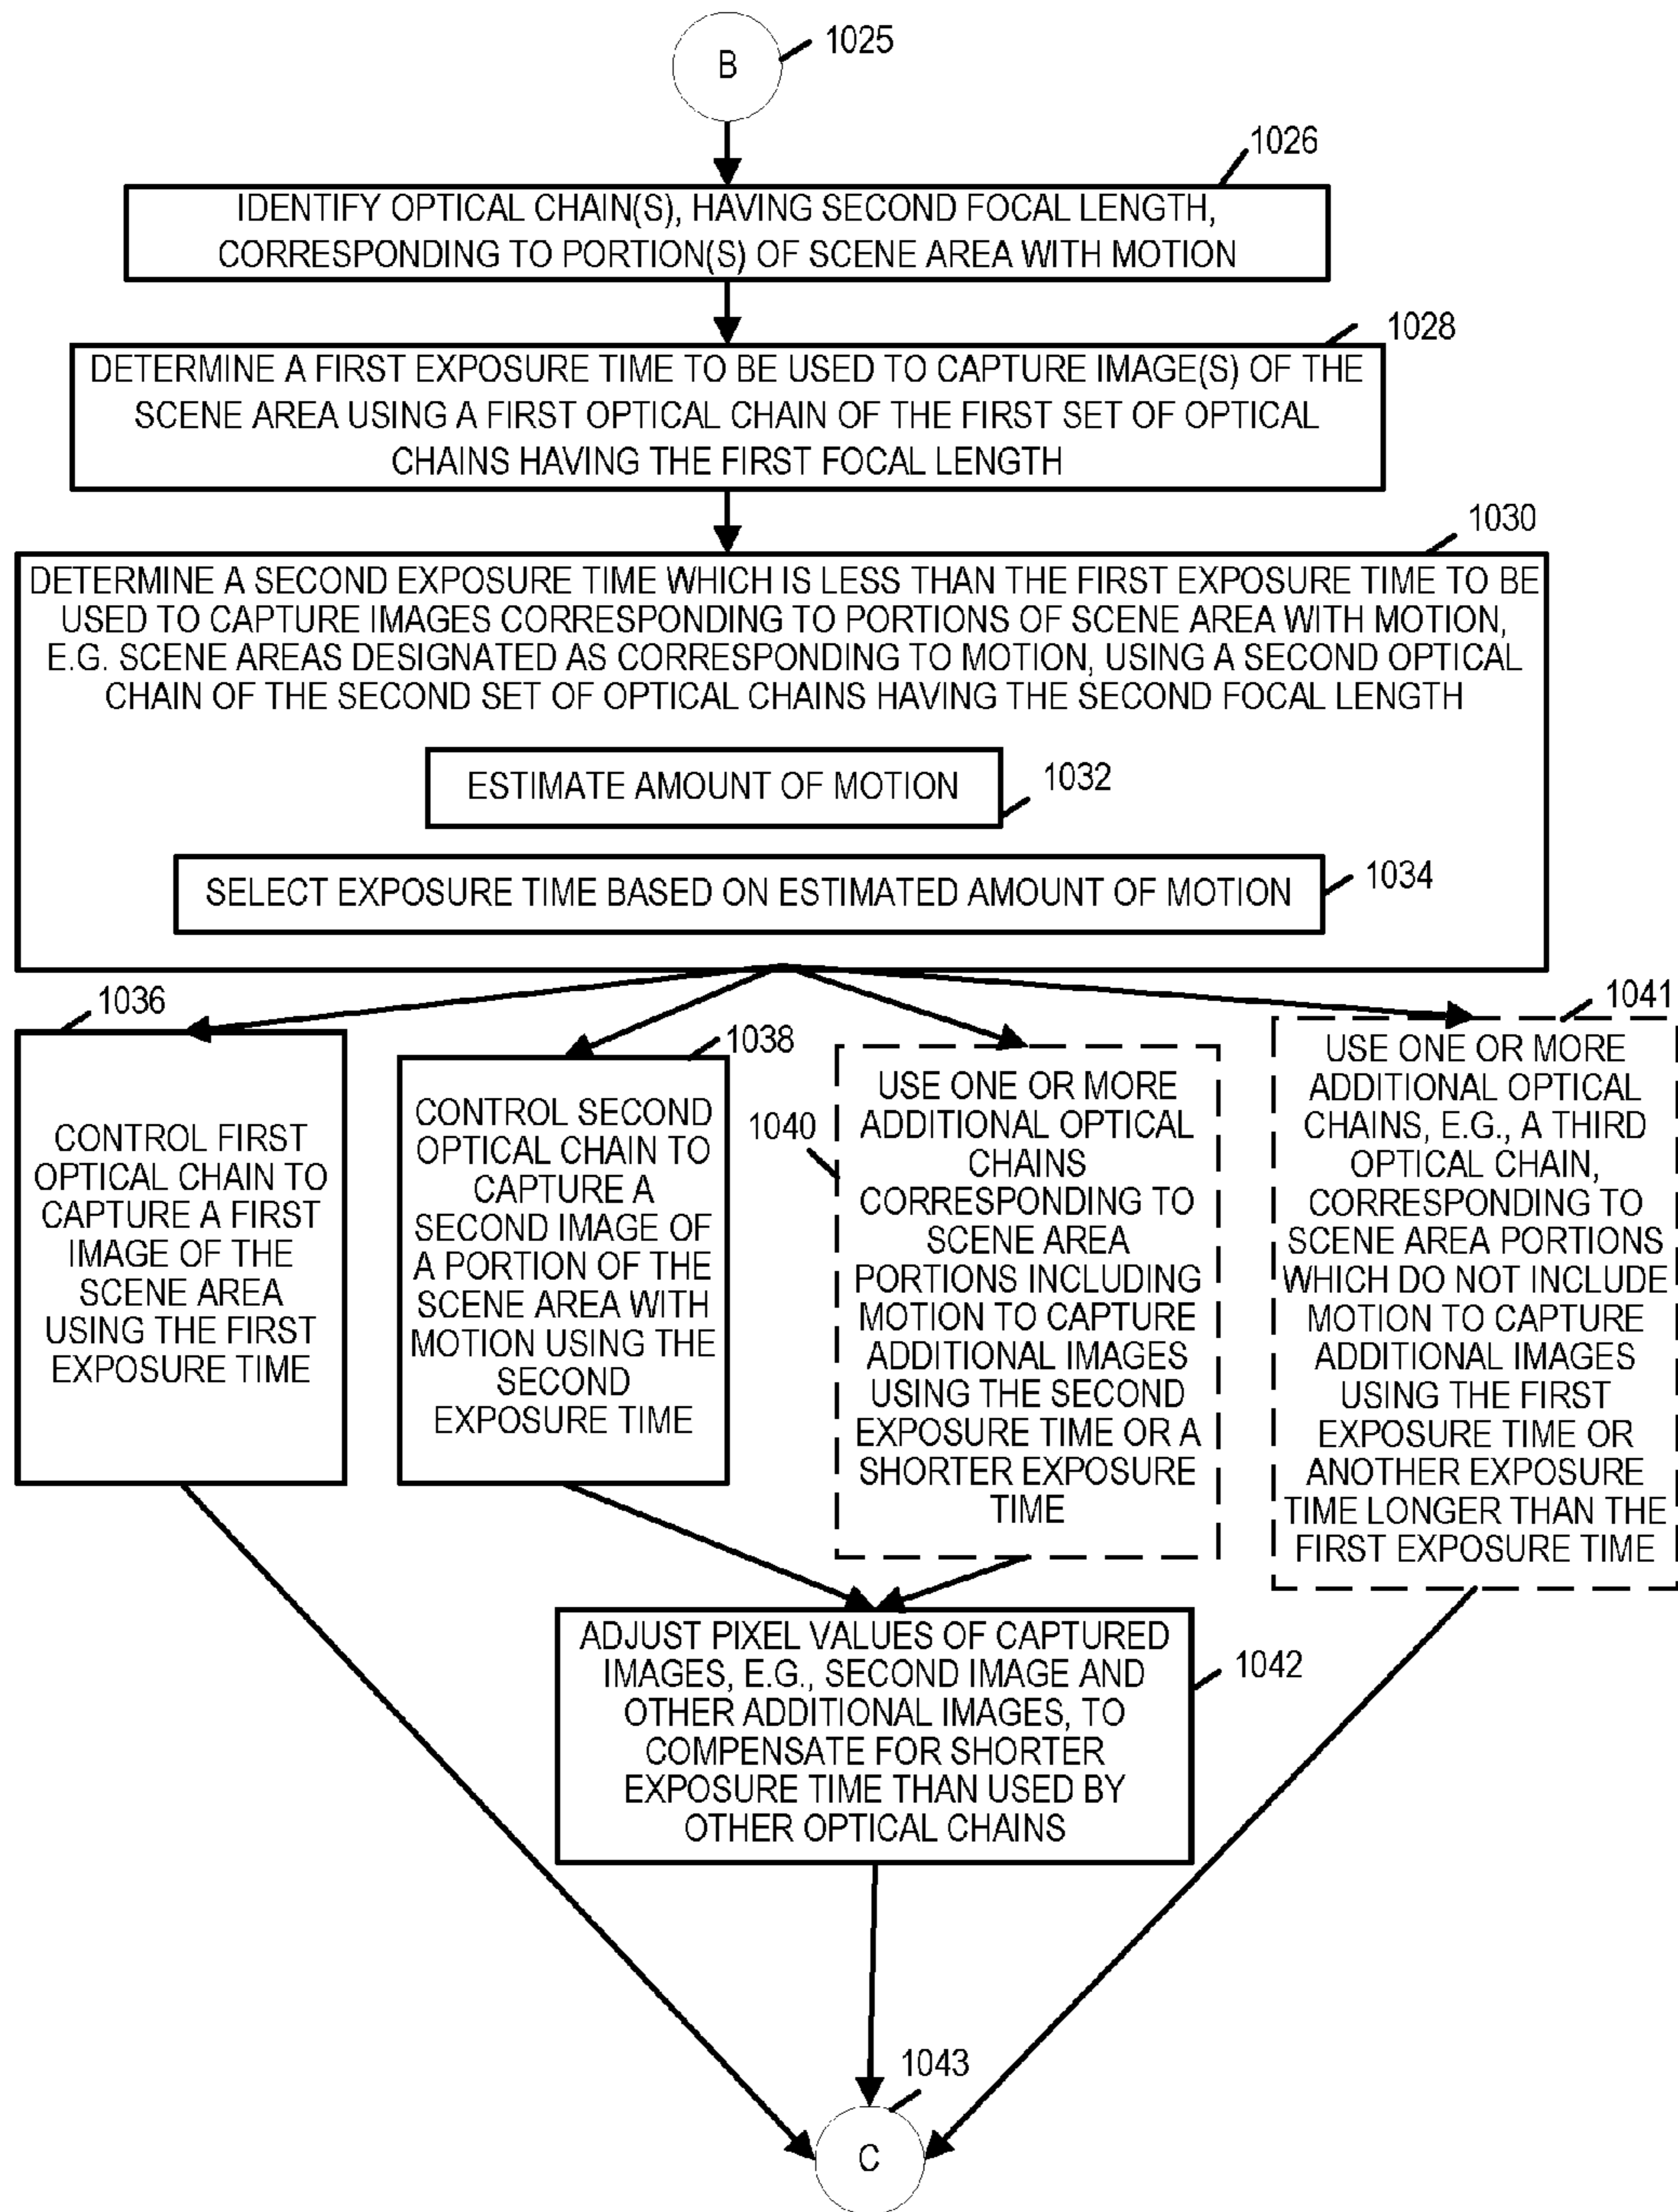 B
1025
1026
IDENTIFY OPTICAL CHAIN(S), HAVING SECOND FOCAL LENGTH,
CORRESPONDING TO PORTION(S) OF SCENE AREA WITH MOTION
1028
DETERMINE A FIRST EXPOSURE TIME TO BE USED TO CAPTURE IMAGE(S) OF THE
SCENE AREA USING A FIRST OPTICAL CHAIN OF THE FIRST SET OF OPTICAL
CHAINS HAVING THE FIRST FOCAL LENGTH
1030
DETERMINE A SECOND EXPOSURE TIME WHICH IS LESS THAN THE FIRST EXPOSURE TIME TO BE
USED TO CAPTURE IMAGES CORRESPONDING TO PORTIONS OF SCENE AREA WITH MOTION,
E.G. SCENE AREAS DESIGNATED AS CORRESPONDING TO MOTION, USING A SECOND OPTICAL
CHAIN OF THE SECOND SET OF OPTICAL CHAINS HAVING THE SECOND FOCAL LENGTH
ESTIMATE AMOUNT OF MOTION
1032
SELECT EXPOSURE TIME BASED ON ESTIMATED AMOUNT OF MOTION
1034
1036
CONTROL FIRST
OPTICAL CHAIN TO
CAPTURE A FIRST
IMAGE OF THE
SCENE AREA
USING THE FIRST
EXPOSURE TIME
1038
CONTROL SECOND
OPTICAL CHAIN TO
CAPTURE A
SECOND IMAGE OF
A PORTION OF THE
SCENE AREA WITH
MOTION USING THE
SECOND
EXPOSURE TIME
1040
USE ONE OR MORE
ADDITIONAL OPTICAL
CHAINS
CORRESPONDING TO
SCENE AREA
PORTIONS INCLUDING
MOTION TO CAPTURE
ADDITIONAL IMAGES
USING THE SECOND
EXPOSURE TIME OR A
SHORTER EXPOSURE
TIME
1041
USE ONE OR MORE
ADDITIONAL OPTICAL
CHAINS, E.G., A THIRD
OPTICAL CHAIN,
CORRESPONDING TO
SCENE AREA PORTIONS
WHICH DO NOT INCLUDE
MOTION TO CAPTURE
ADDITIONAL IMAGES
USING THE FIRST
EXPOSURE TIME OR
ANOTHER EXPOSURE
TIME LONGER THAN THE
FIRST EXPOSURE TIME
ADJUST PIXEL VALUES OF CAPTURED
IMAGES, E.G., SECOND IMAGE AND
OTHER ADDITIONAL IMAGES, TO
COMPENSATE FOR SHORTER
EXPOSURE TIME THAN USED BY
OTHER OPTICAL CHAINS
1042
1043
C